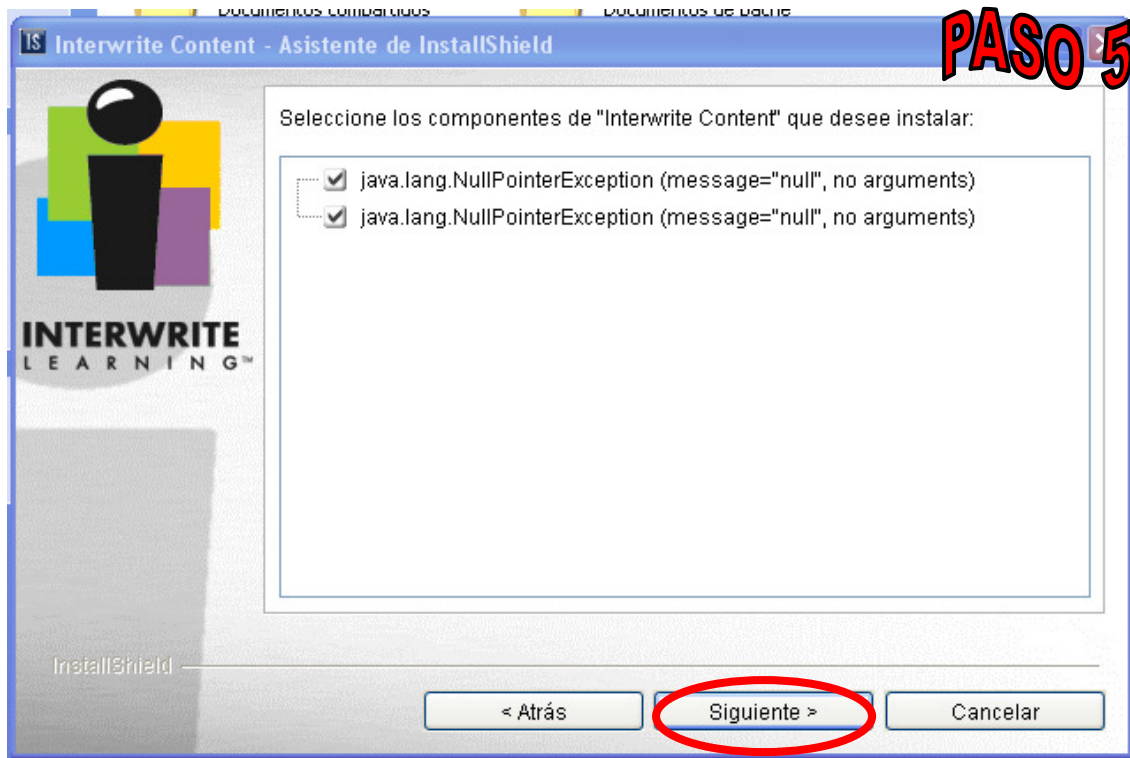 Documentos compartidos
Documentos de bache
IS Interwrite Content - Asistente de InstallShield
PASO 5
Seleccione los componentes de "Interwrite Content" que desee instalar:
java.lang.NullPointerException (message="null", no arguments)
java.lang.NullPointerException (message="null", no arguments)
INTERWRITE
LEARNING™
InstallShield
< Atrás
Siguiente >
Cancelar